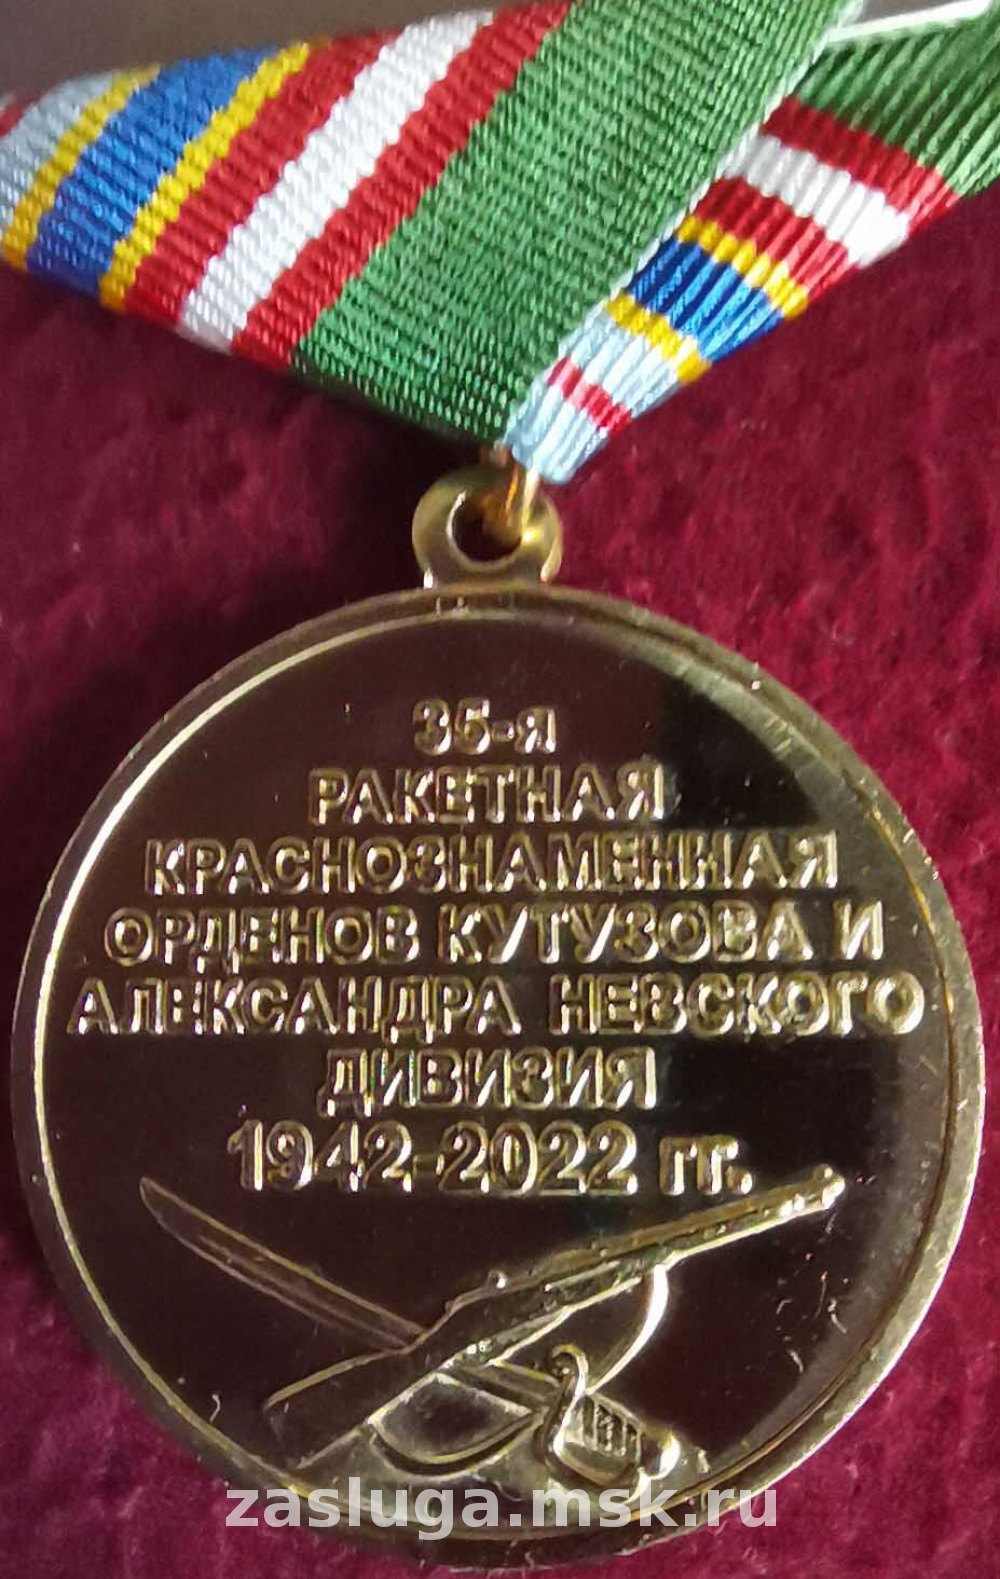 35-я
РАКЕТНАЯ
КРАСНОЗНАМЕННАЯ
ОРДЕНОВ КУТУЗОВА И
АЛЕКСАНДРА НЕВСКОГО
ДИВИЗИЯ
1942-2022 гг.
zasluga.msk.ru